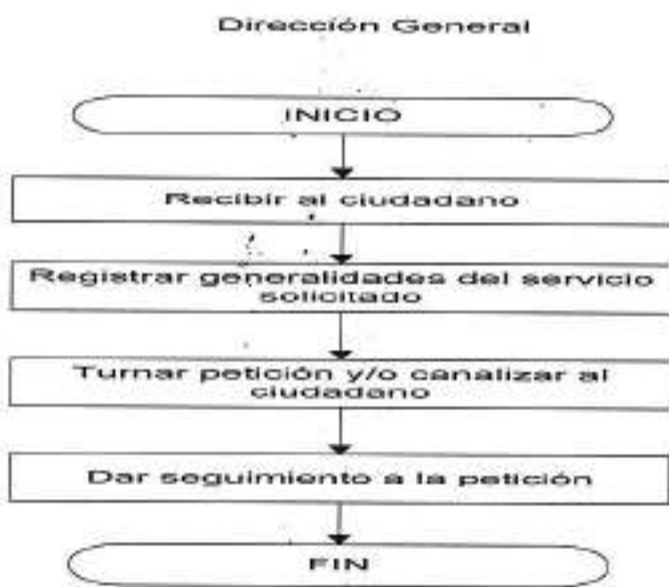 Dirección General
INICIO
Recibir al ciudadano
Registrar generalidades del servicio
solicitado
Turnar petición y/o canalizar al
ciudadano
Dar seguimiento a la petición
FIN